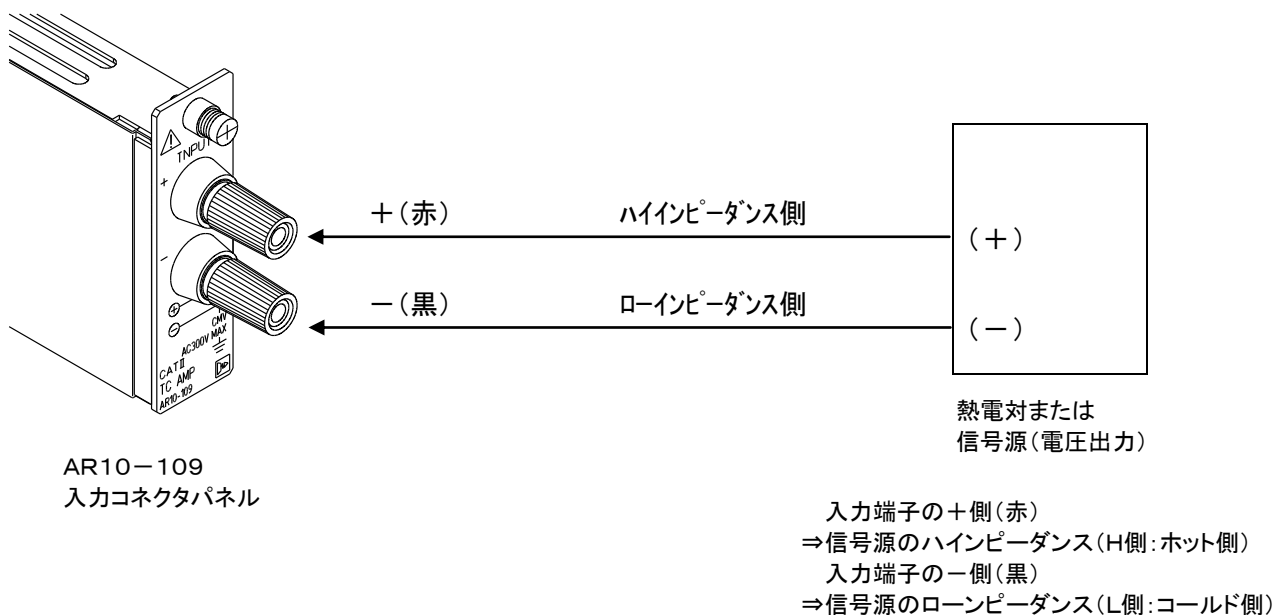 INPUT
+
−
⊕
⊖
CMV
AC300V MAX
CATⅡ
TC AMP
AR10-109
+(赤)
ハイインピーダンス側
(+)
−(黒)
ローインピーダンス側
(−)
熱電対または
信号源(電圧出力)
AR10−109
入力コネクタパネル
入力端子の+側(赤)
⇒信号源のハインピーダンス(H側:ホット側)
入力端子の−側(黒)
⇒信号源のローンピーダンス(L側:コールド側)